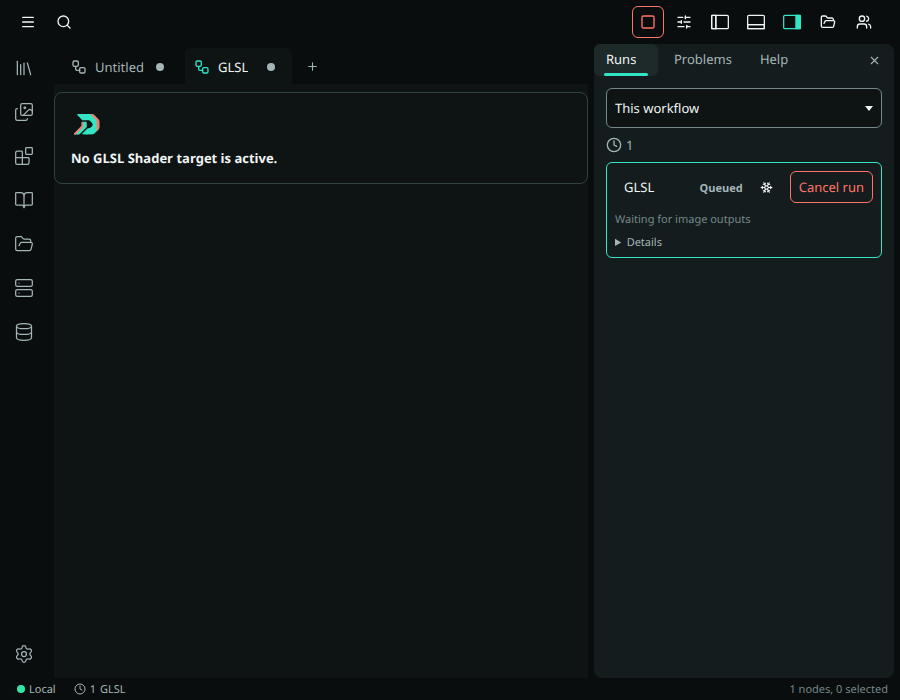 Untitled
GLSL
No GLSL Shader target is active.
Runs
Problems
Help
This workflow
1
GLSL
Queued
Cancel run
Waiting for image outputs
Details
Local
1 GLSL
1 nodes, 0 selected